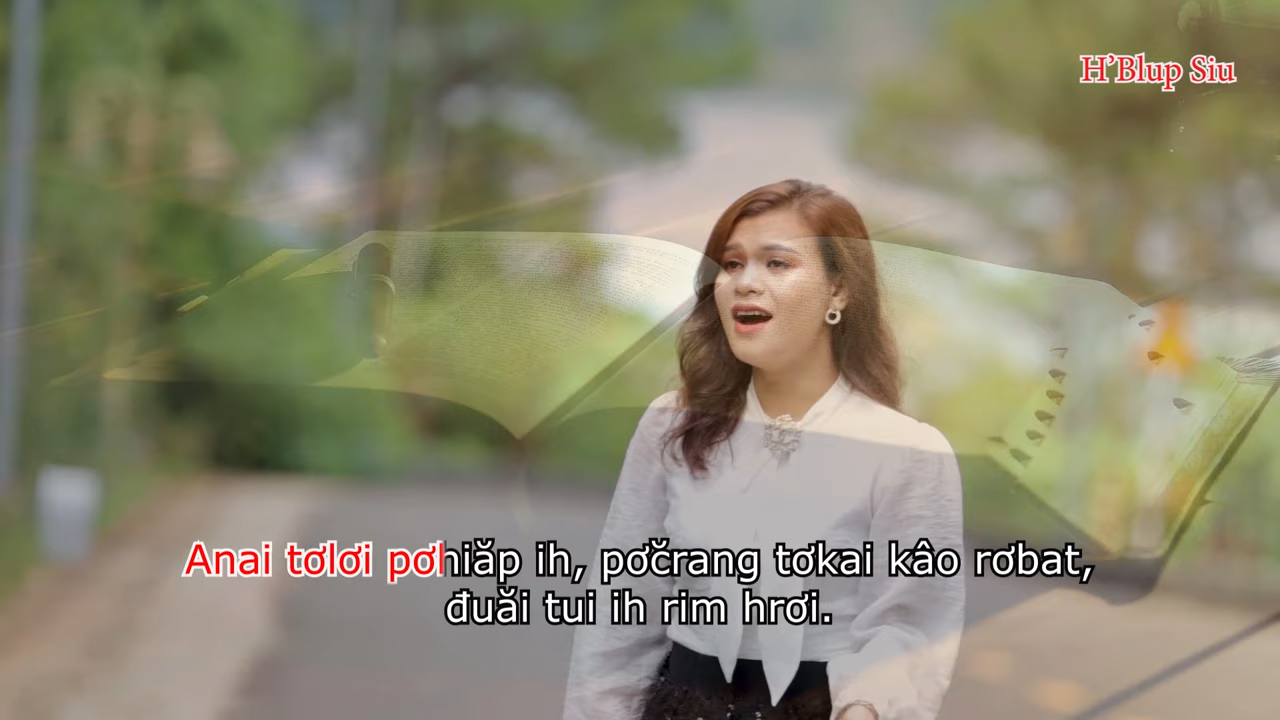 H'Blup Siu
Anai tơlơi pơhiăp ih, pơčrang tơkai kâo rơbat,
đuăi tui ih rim hrơi.